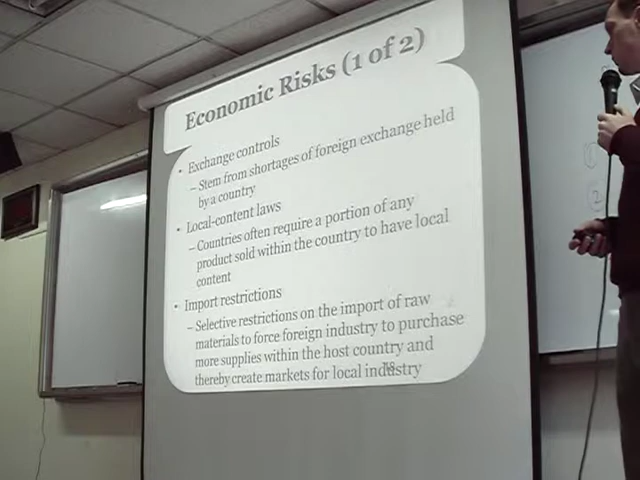 Economic Risks (1 of 2)
• Exchange controls
– Stem from shortages of foreign exchange held
by a country
• Local-content laws
– Countries often require a portion of any
product sold within the country to have local
content
• Import restrictions
– Selective restrictions on the import of raw
materials to force foreign industry to purchase
more supplies within the host country and
thereby create markets for local industry
1
2